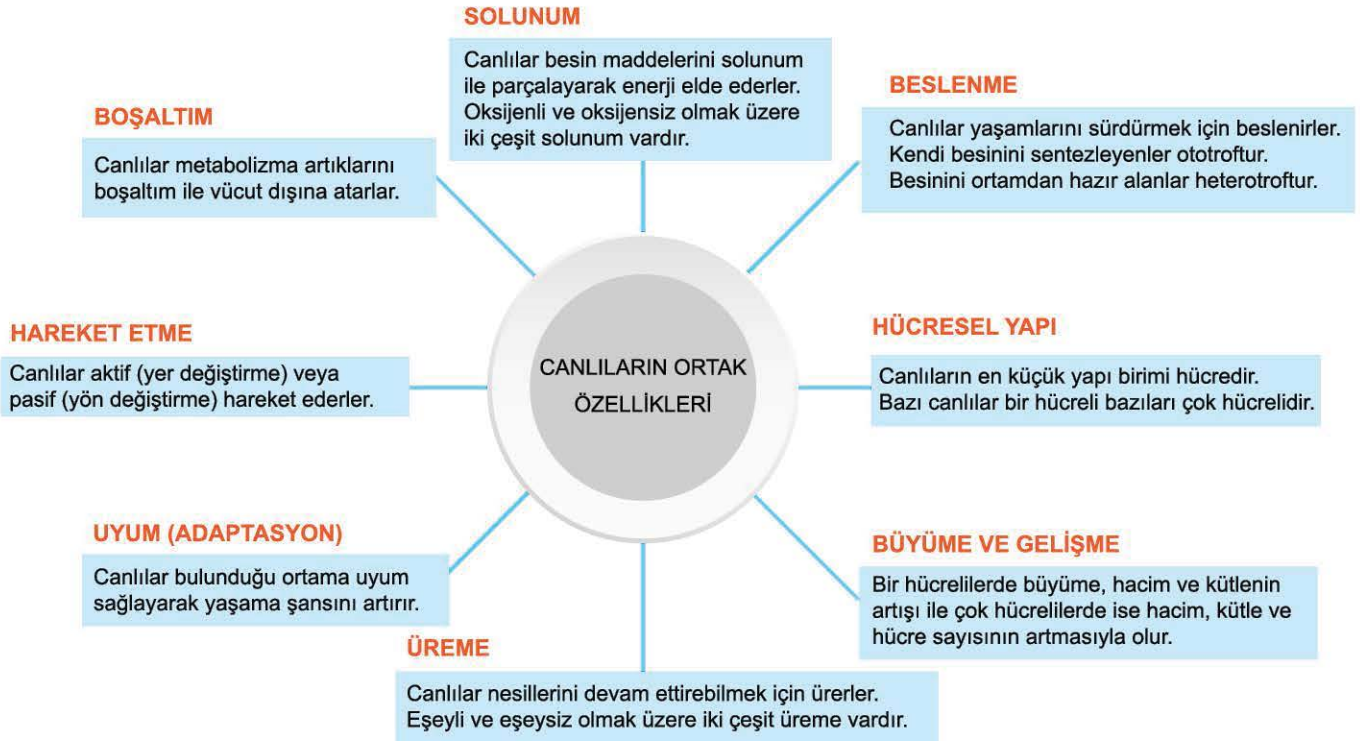 SOLUNUM
Canlılar besin maddelerini solunum
ile parçalayarak enerji elde ederler.
Oksijenli ve oksijensiz olmak üzere
iki çeşit solunum vardır.
BESLENME
Canlılar yaşamlarını sürdürmek için beslenirler.
Kendi besinini sentezleyenler ototroftur.
Besinini ortamdan hazır alanlar heterotroftur.
BOŞALTIM
Canlılar metabolizma artıklarını
boşaltım ile vücut dışına atarlar.
HAREKET ETME
Canlılar aktif (yer değiştirme) veya
pasif (yön değiştirme) hareket ederler.
CANLILARIN ORTAK
ÖZELLİKLERİ
HÜCRESEL YAPI
Canlıların en küçük yapı birimi hücredir.
Bazı canlılar bir hücreli bazıları çok hücrelidir.
UYUM (ADAPTASYON)
Canlılar bulunduğu ortama uyum
sağlayarak yaşama şansını artırır.
BÜYÜME VE GELİŞME
Bir hücrelilerde büyüme, hacim ve kütlenin
artışı ile çok hücrelilerde ise hacim, kütle ve
hücre sayısının artmasıyla olur.
ÜREME
Canlılar nesillerini devam ettirebilmek için ürerler.
Eşeyli ve eşeysiz olmak üzere iki çeşit üreme vardır.